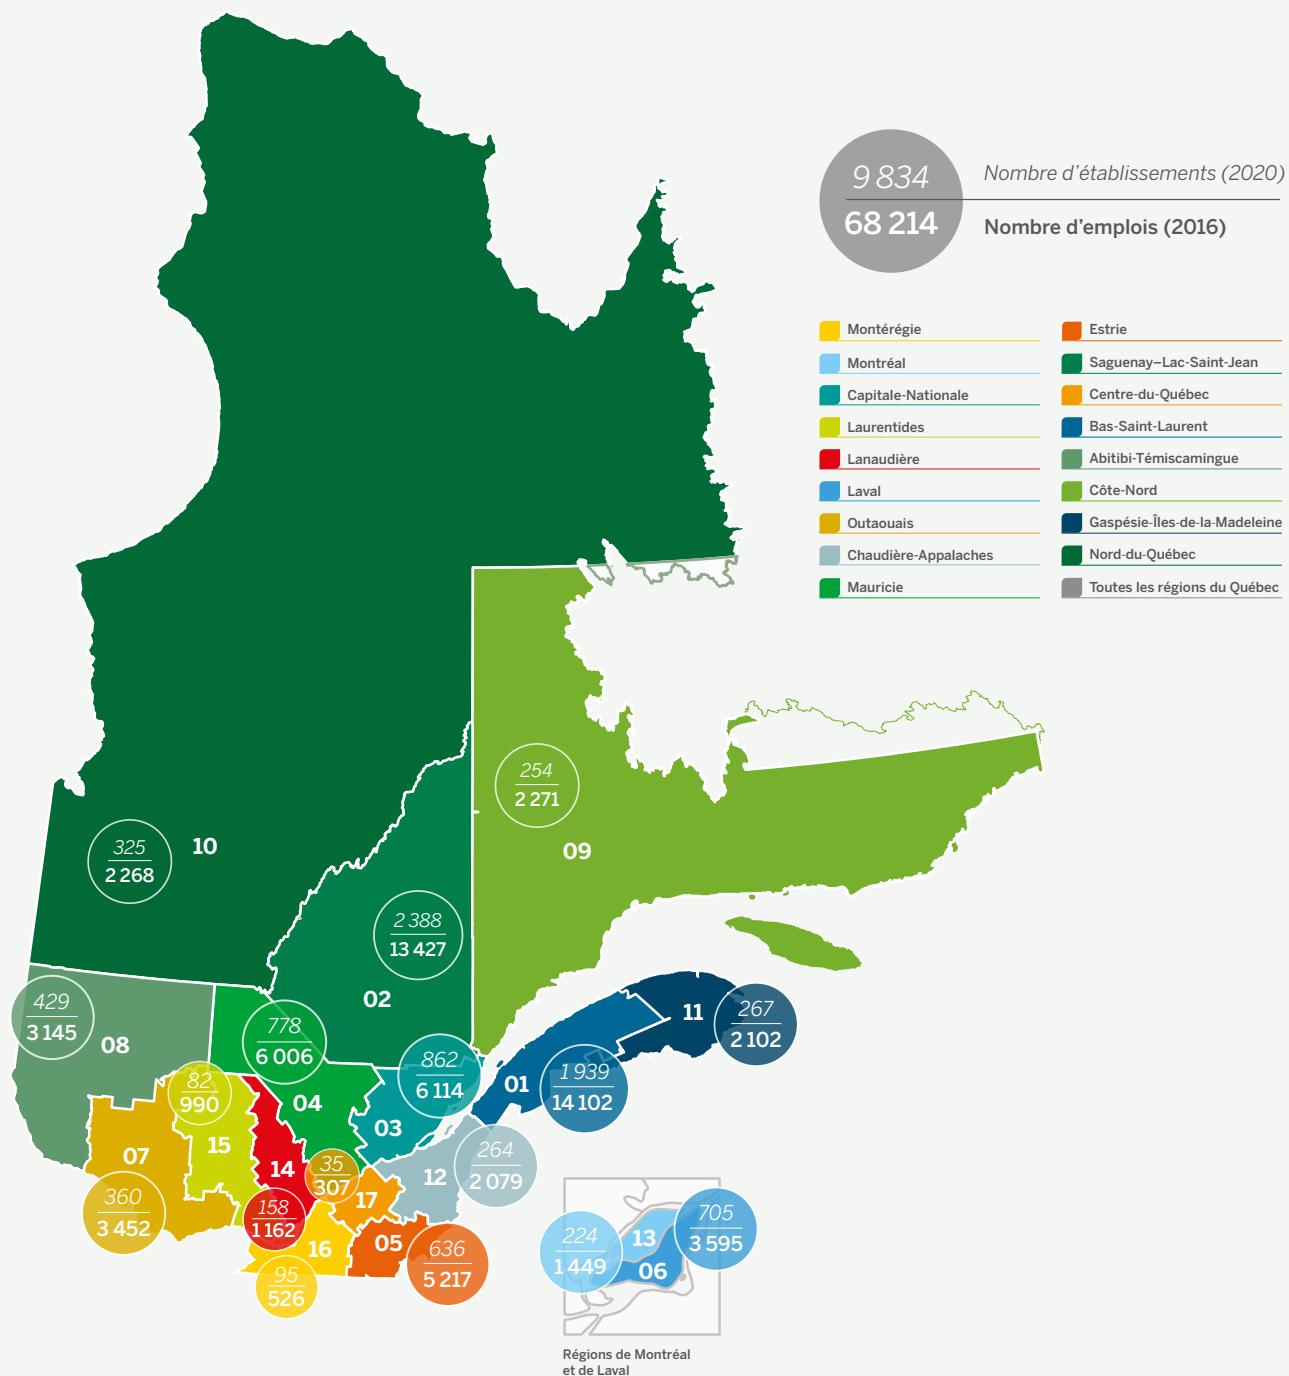 9 834
Nombre d'établissements (2020)
68 214
Nombre d'emplois (2016)
Montérégie
Montréal
Capitale-Nationale
Laurentides
Lanaudière
Laval
Outaouais
Chaudière-Appalaches
Mauricie
Estrie
Saguenay–Lac-Saint-Jean
Centre-du-Québec
Bas-Saint-Laurent
Abitibi-Témiscamingue
Côte-Nord
Gaspésie-Îles-de-la-Madeleine
Nord-du-Québec
Toutes les régions du Québec
254
2 271
09
325
2 268
10
2 388
13 427
02
429
3 145
08
778
6 006
04
862
6 114
03
1 939
14 102
01
267
2 102
11
82
990
15
07
360
3 452
14
158
1 162
35
307
17
12
264
2 079
16
95
526
05
636
5 217
224
1 449
13
06
705
3 595
Régions de Montréal
et de Laval